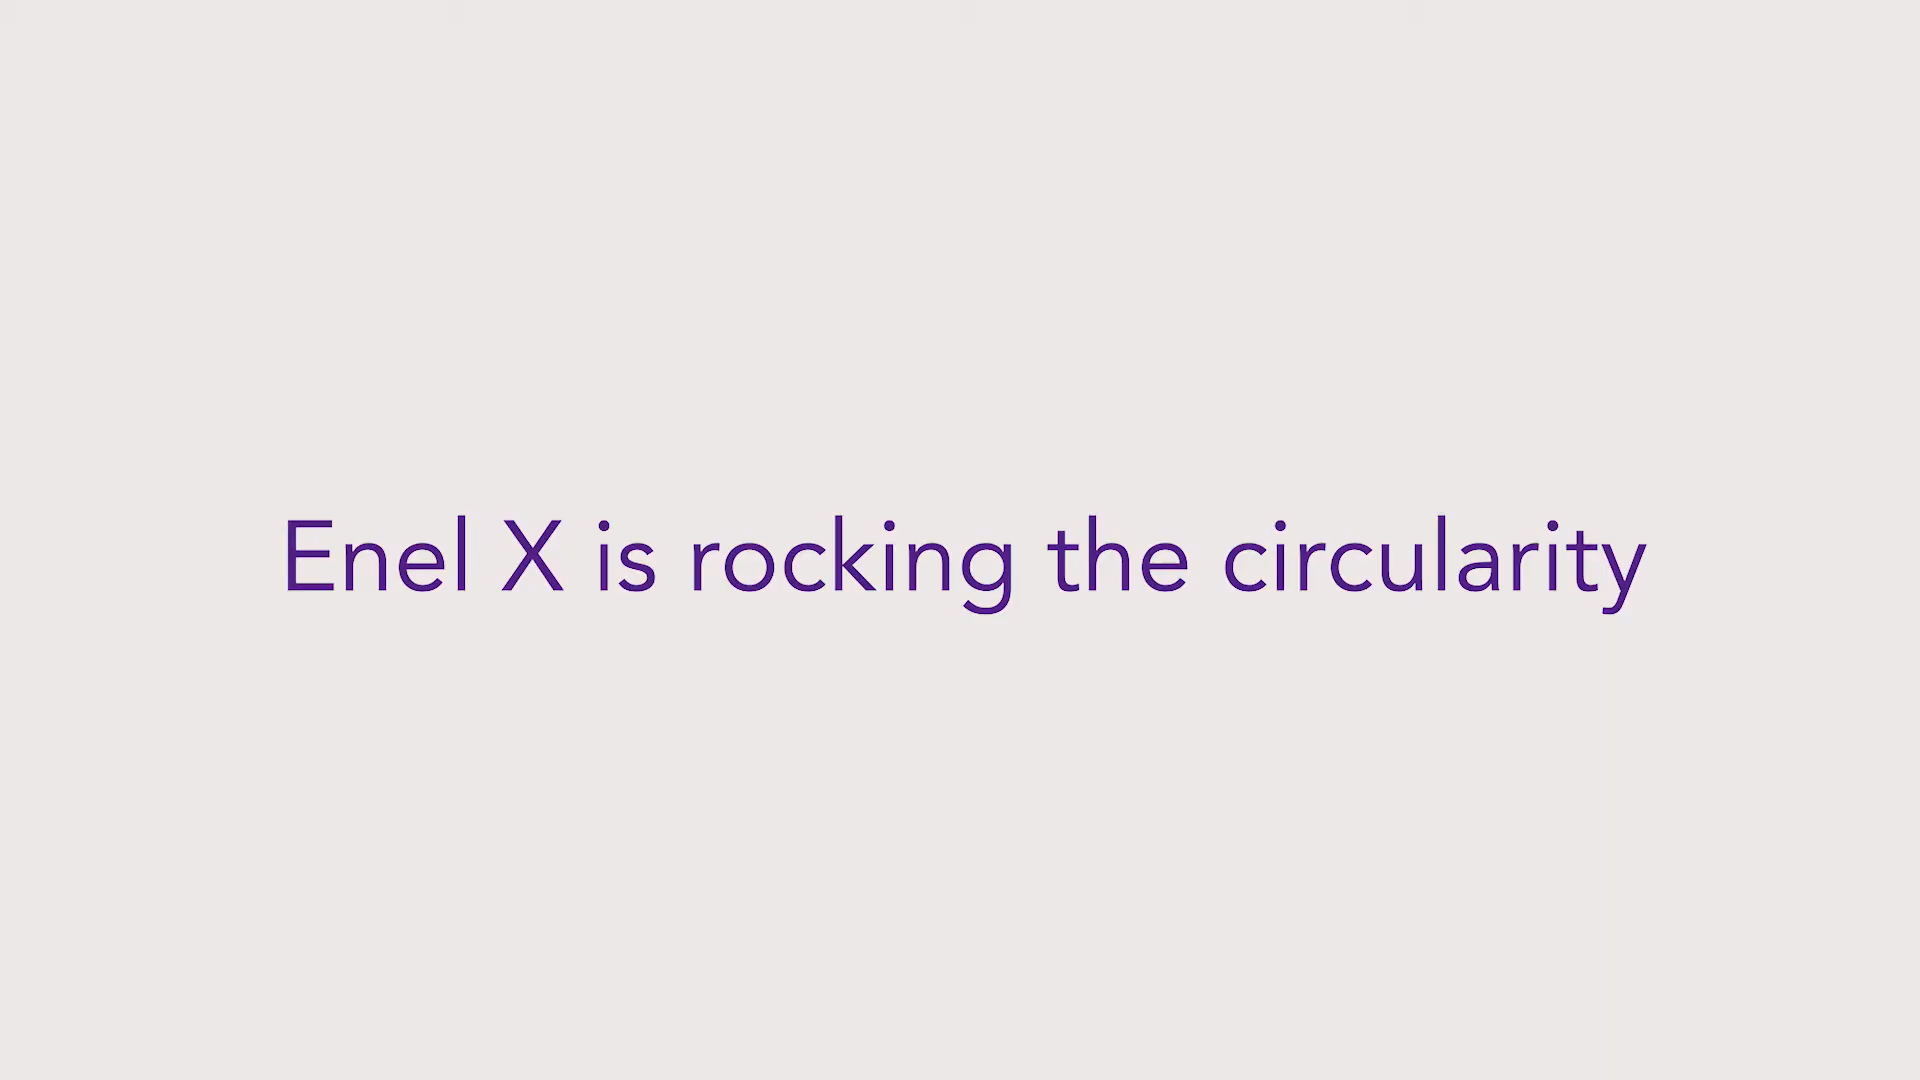 Enel X is rocking the circularity